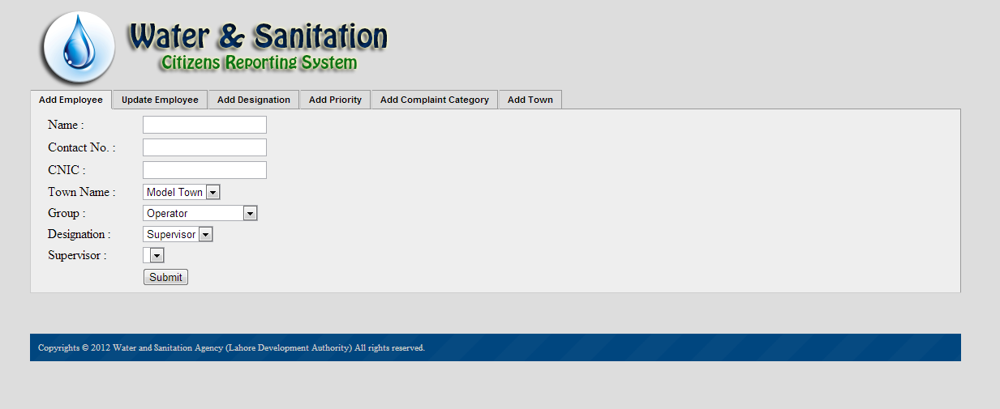 Water & Sanitation
Citizens Reporting System
Add Employee Update Employee Add Designation Add Priority Add Complaint Category Add Town
Name :
Contact No. :
CNIC :
Town Name : Model Town
Group : Operator
Designation : Supervisor
Supervisor :
Submit
Copyrights © 2012 Water and Sanitation Agency (Lahore Development Authority) All rights reserved.